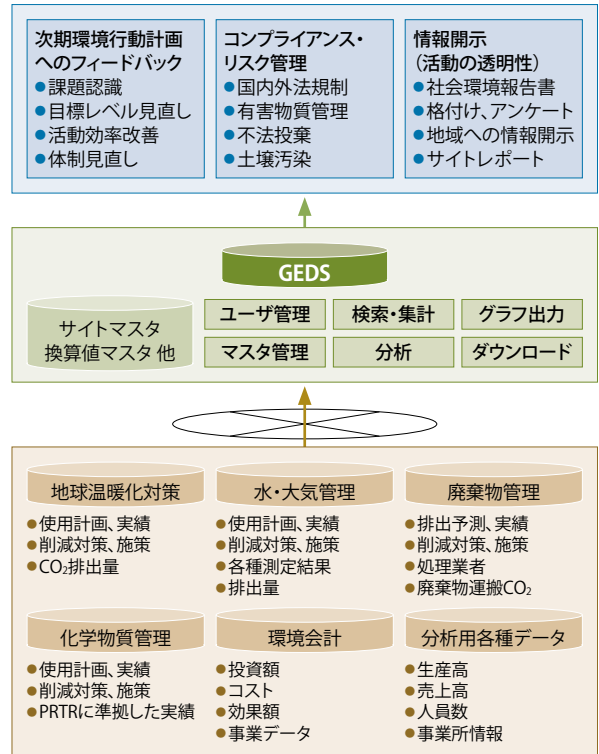 次期環境行動計画
へのフィードバック
●課題認識
●目標レベル見直し
●活動効率改善
●体制見直し
コンプライアンス・
リスク管理
●国内外法規制
●有害物質管理
●不法投棄
●土壌汚染
情報開示
(活動の透明性)
●社会環境報告書
●格付け、アンケート
●地域への情報開示
●サイトレポート
GEDS
サイトマスタ
換算値マスタ 他
ユーザ管理
検索・集計
グラフ出力
マスタ管理
分析
ダウンロード
地球温暖化対策
●使用計画、実績
●削減対策、施策
●CO₂排出量
水・大気管理
●使用計画、実績
●削減対策、施策
●各種測定結果
●排出量
廃棄物管理
●排出予測、実績
●削減対策、施策
●処理業者
●廃棄物運搬CO₂
化学物質管理
●使用計画、実績
●削減対策、施策
●PRTRに準拠した実績
環境会計
●投資額
●コスト
●効果額
●事業データ
分析用各種データ
●生産高
●売上高
●人員数
●事業所情報